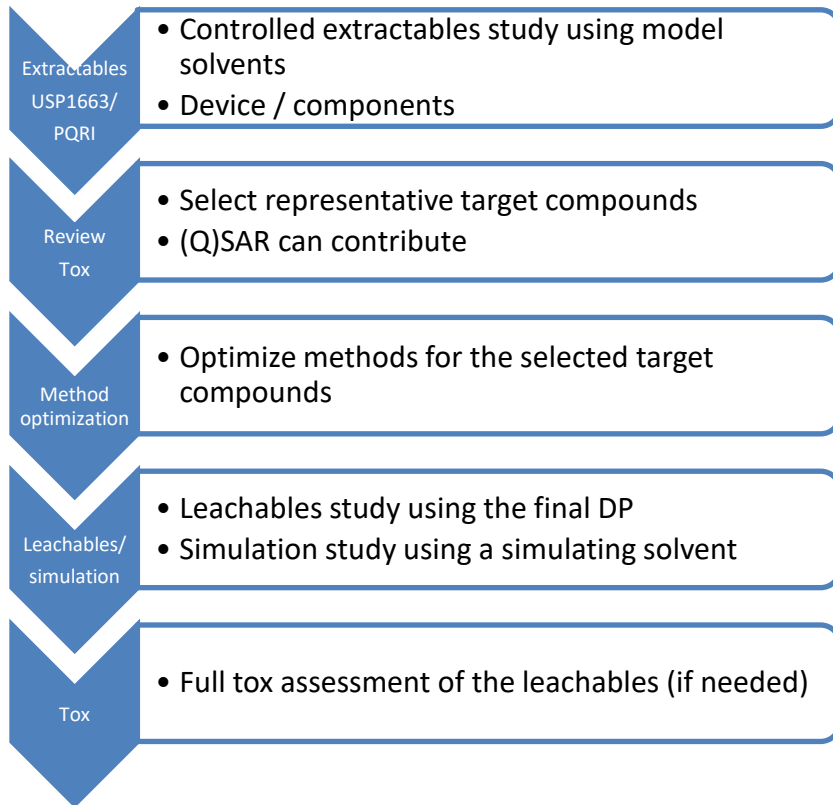 Extractables
USP1663/
PQRI
• Controlled extractables study using model
solvents
• Device / components
Review
Tox
• Select representative target compounds
• (Q)SAR can contribute
Method
optimization
• Optimize methods for the selected target
compounds
Leachables/
simulation
• Leachables study using the final DP
• Simulation study using a simulating solvent
Tox
• Full tox assessment of the leachables (if needed)